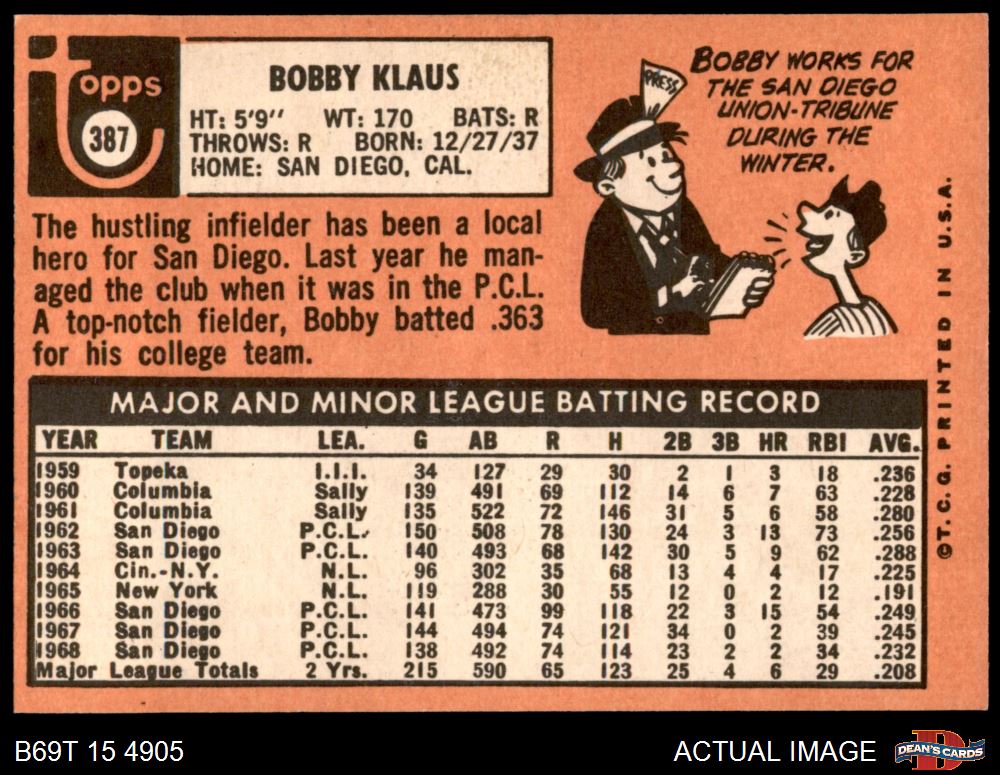 Topps
387
BOBBY KLAUS
HT: 5'9" WT: 170 BATS: R
THROWS: R BORN: 12/27/37
HOME: SAN DIEGO, CAL.
The hustling infielder has been a local
hero for San Diego. Last year he man-
aged the club when it was in the P.C.L.
A top-notch fielder, Bobby batted .363
for his college team.
PRESS
BOBBY WORKS FOR
THE SAN DIEGO
UNION-TRIBUNE
DURING THE
WINTER.
MAJOR AND MINOR LEAGUE BATTING RECORD
YEAR TEAM LEA. G AB R H 2B 3B HR RBI AVG.
1959 Topeka I.I.I. 34 127 29 30 2 1 3 18 .236
1960 Columbia Sally 139 491 69 112 14 6 7 63 .228
1961 Columbia Sally 135 522 72 146 31 5 6 58 .280
1962 San Diego P.C.L. 150 508 78 130 24 3 13 73 .256
1963 San Diego P.C.L. 140 493 68 142 30 5 9 62 .288
1964 Cin.-N.Y. N.L. 96 302 35 68 13 4 4 17 .225
1965 New York N.L. 119 288 30 55 12 0 2 12 .191
1966 San Diego P.C.L. 141 473 99 118 22 3 15 54 .249
1967 San Diego P.C.L. 144 494 74 121 34 0 2 39 .245
1968 San Diego P.C.L. 138 492 74 114 23 2 2 34 .232
Major League Totals 2 Yrs. 215 590 65 123 25 4 6 29 .208
©T.C.G. PRINTED IN U.S.A.
B69T 15 4905
ACTUAL IMAGE
D
DEAN'S CARDS